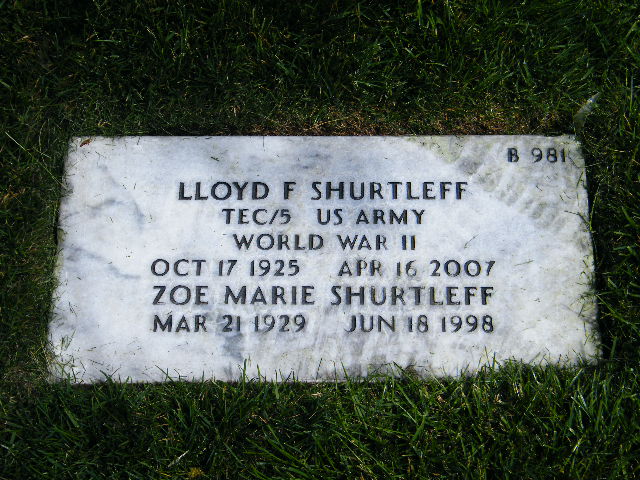 B 981
LLOYD F SHURTLEFF
TEC/5 US ARMY
WORLD WAR II
OCT 17 1925 APR 16 2007
ZOE MARIE SHURTLEFF
MAR 21 1929 JUN 18 1998